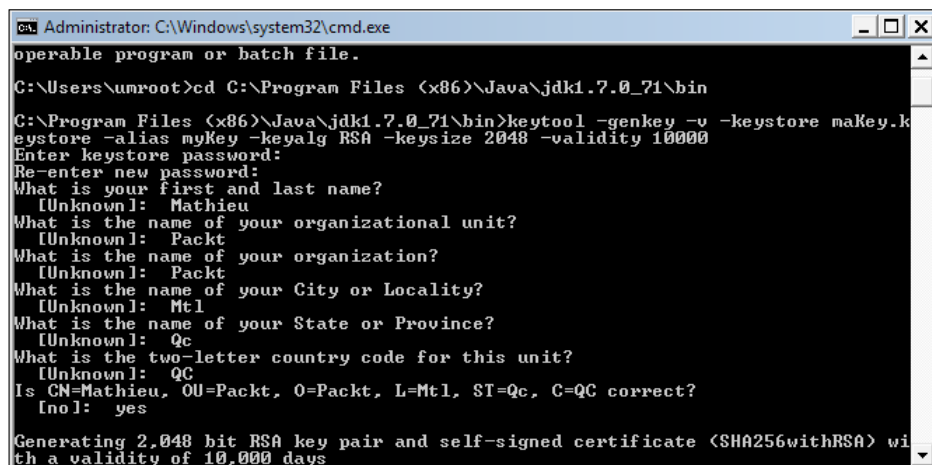 Administrator: C:\Windows\system32\cmd.exe
operable program or batch file.
C:\Users\umroot>cd C:\Program Files (x86)\Java\jdk1.7.0_71\bin
C:\Program Files (x86)\Java\jdk1.7.0_71\bin>keytool -genkey -v -keystore maKey.k
eystore -alias myKey -keyalg RSA -keysize 2048 -validity 10000
Enter keystore password:
Re-enter new password:
What is your first and last name?
  [Unknown]:  Mathieu
What is the name of your organizational unit?
  [Unknown]:  Packt
What is the name of your organization?
  [Unknown]:  Packt
What is the name of your City or Locality?
  [Unknown]:  Mtl
What is the name of your State or Province?
  [Unknown]:  Qc
What is the two-letter country code for this unit?
  [Unknown]:  QC
Is CN=Mathieu, OU=Packt, O=Packt, L=Mtl, ST=Qc, C=QC correct?
  [no]:  yes
Generating 2,048 bit RSA key pair and self-signed certificate (SHA256withRSA) wi
th a validity of 10,000 days